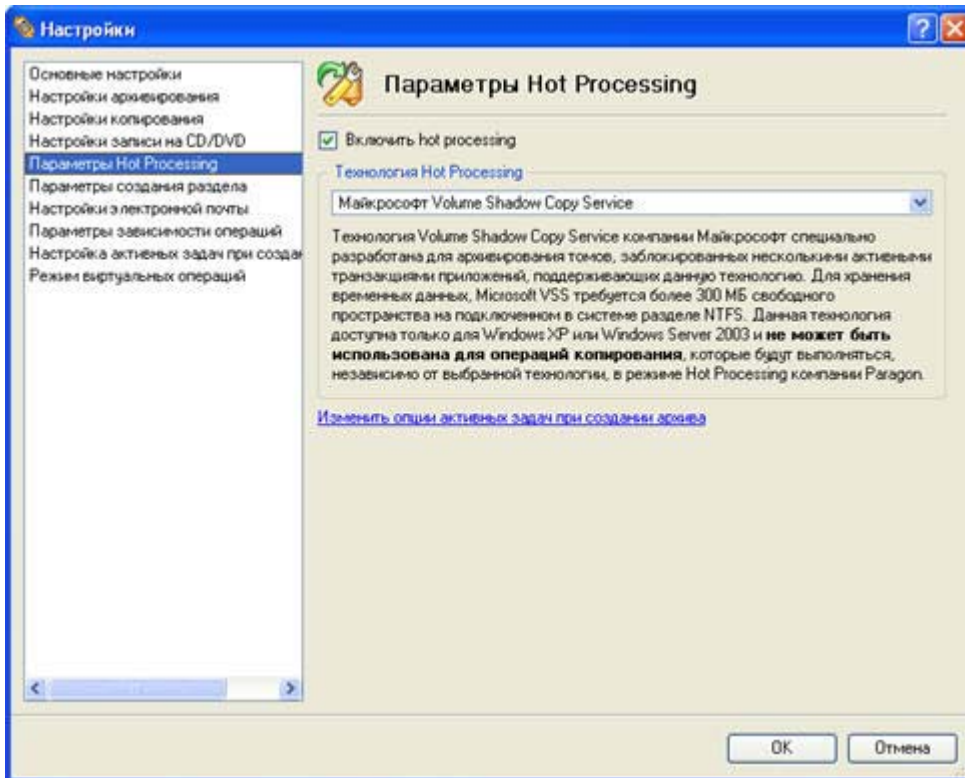 Настройки
Основные настройки
Настройки архивирования
Настройки копирования
Настройки записи на CD/DVD
Параметры Hot Processing
Параметры создания раздела
Настройки электронной почты
Параметры зависимости операций
Настройка активных задач при создан
Режим виртуальных операций
Параметры Hot Processing
Включить hot processing
Технология Hot Processing
Майкрософт Volume Shadow Copy Service
Технология Volume Shadow Copy Service компании Майкрософт специально
разработана для архивирования томов, заблокированных несколькими активными
транзакциями приложений, поддерживающих данную технологию. Для хранения
временных данных, Microsoft VSS требуется более 300 МБ свободного
пространства на подключенном в системе разделе NTFS. Данная технология
доступна только для Windows XP или Windows Server 2003 и не может быть
использована для операций копирования, которые будут выполняться,
независимо от выбранной технологии, в режиме Hot Processing компании Paragon.
Изменить опции активных задач при создании архива
OK
Отмена